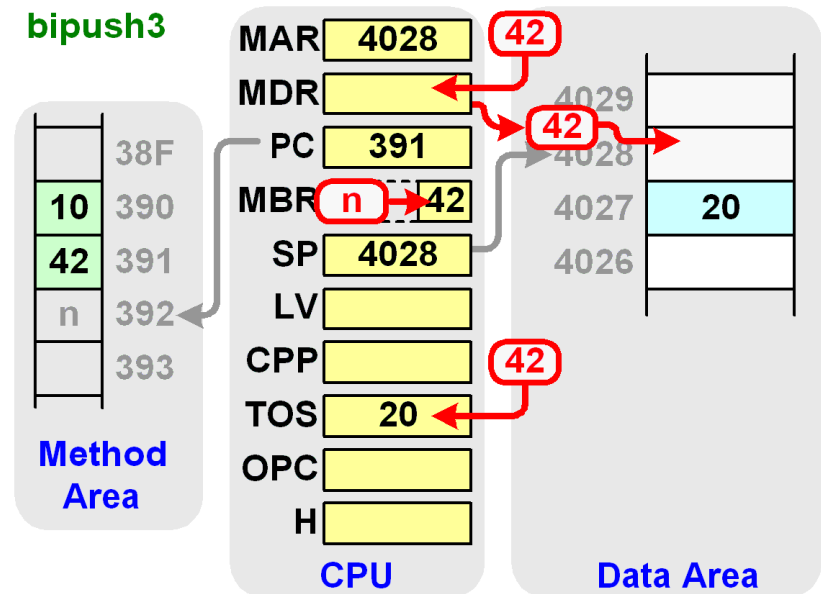 bipush3
38F
10 390
42 391
n 392
393
Method
Area
MAR 4028 42
MDR
PC 391
MBR n 42
SP 4028
LV
CPP
42
TOS 20
OPC
H
CPU
4029
42
4028
4027 20
4026
Data Area